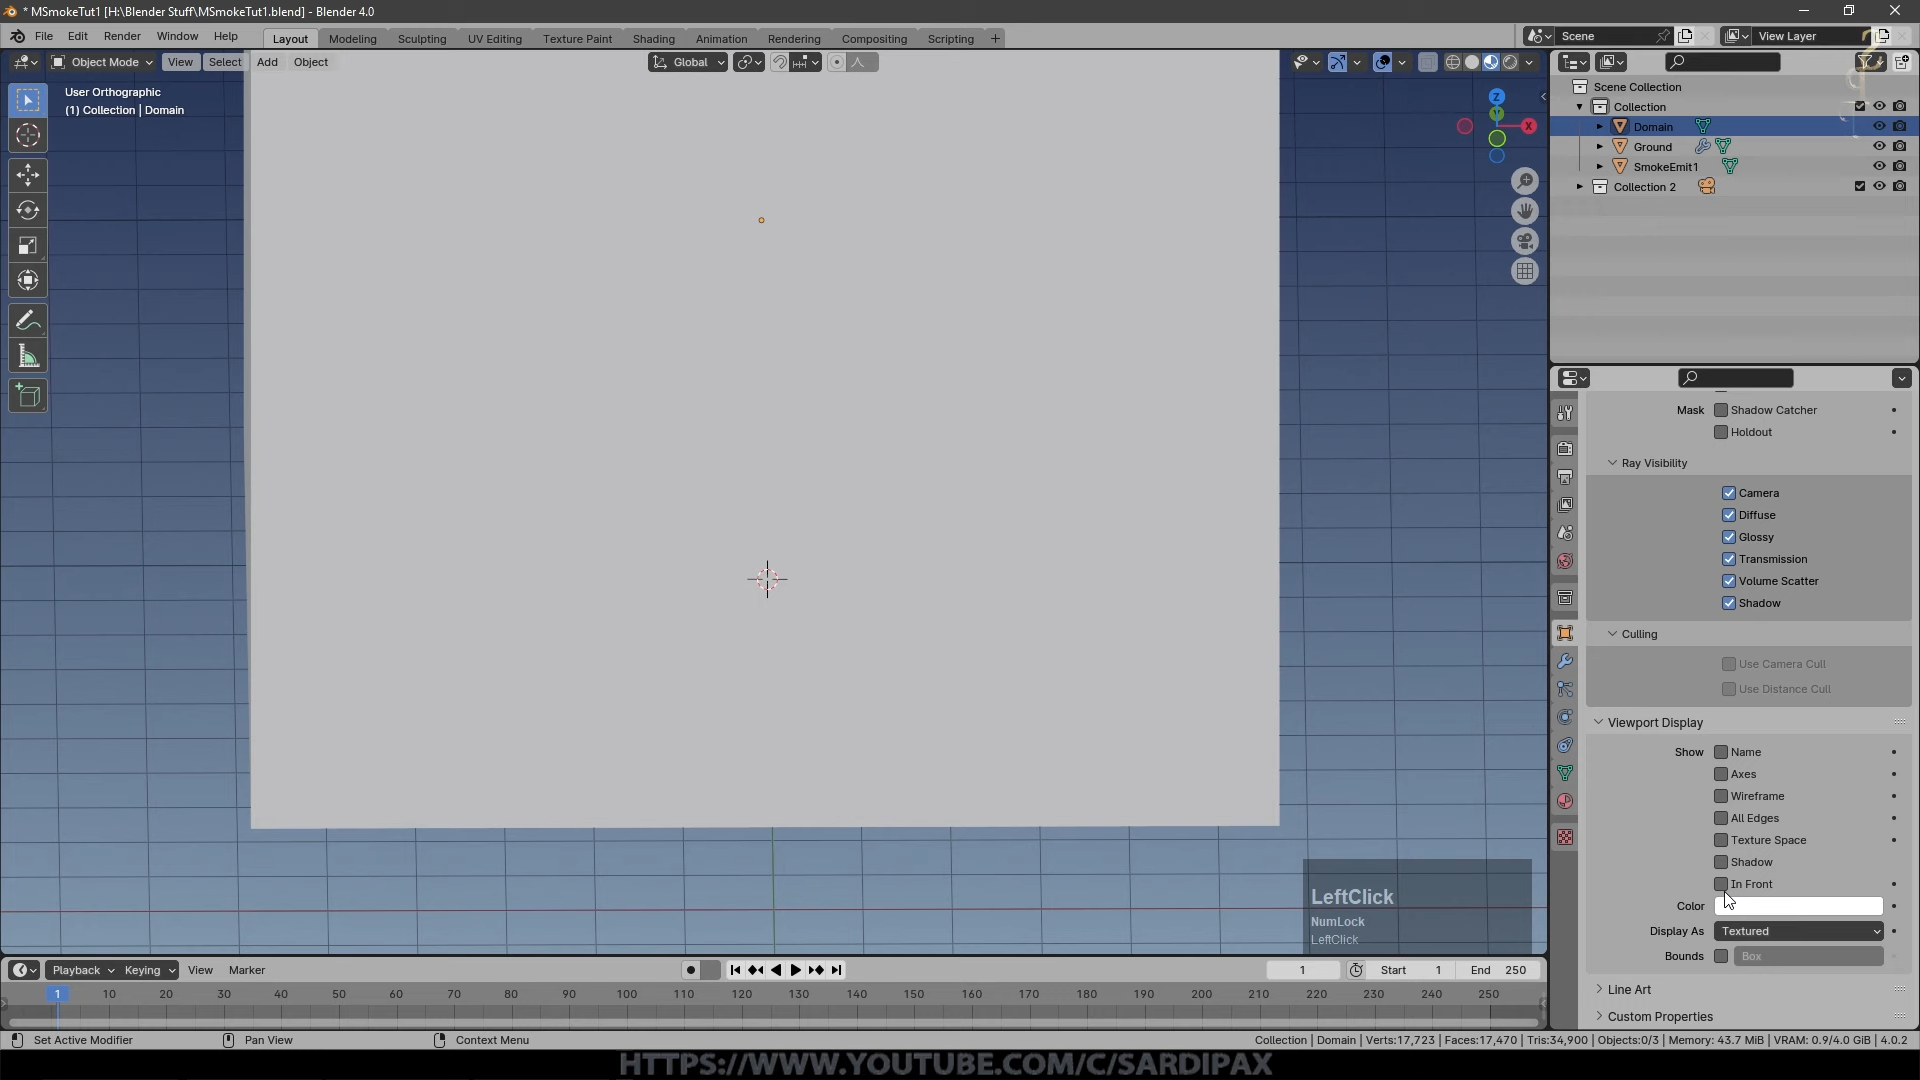 * MSmokeTut1 [H:\Blender Stuff\MSmokeTut1.blend] - Blender 4.0
File Edit Render Window Help Layout Modeling Sculpting UV Editing Texture Paint Shading Animation Rendering Compositing Scripting + Scene View Layer
Object Mode View Select Add Object Global
User Orthographic
(1) Collection | Domain
Z
X
Scene Collection
Collection
Domain
Ground
SmokeEmit1
Collection 2
Mask Shadow Catcher
Holdout
Ray Visibility
Camera
Diffuse
Glossy
Transmission
Volume Scatter
Shadow
Culling
Use Camera Cull
Use Distance Cull
Viewport Display
Show Name
Axes
Wireframe
All Edges
Texture Space
Shadow
In Front
Color
Display As Textured
Bounds Box
Line Art
Custom Properties
LeftClick
NumLock
LeftClick
Playback Keying View Marker 1 Start 1 End 250
1 10 20 30 40 50 60 70 80 90 100 110 120 130 140 150 160 170 180 190 200 210 220 230 240 250
Set Active Modifier Pan View Context Menu Collection | Domain | Verts:17,723 | Faces:17,470 | Tris:34,900 | Objects:0/3 | Memory: 43.7 MiB | VRAM: 0.9/4.0 GiB | 4.0.2
HTTPS://WWW.YOUTUBE.COM/C/SARDIPAX